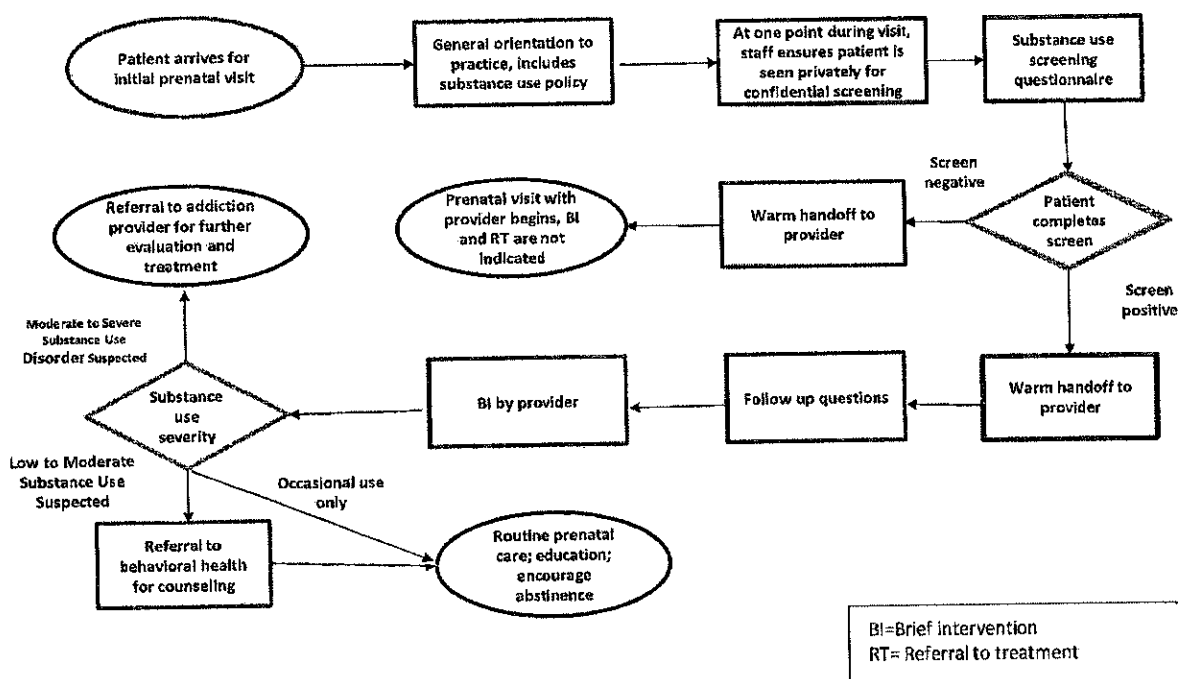 Patient arrives for
initial prenatal visit
General orientation to
practice, includes
substance use policy
At one point during visit,
staff ensures patient is
seen privately for
confidential screening
Substance use
screening
questionnaire
Patient
completes
screen
Screen
negative
Warm handoff to
provider
Prenatal visit with
provider begins, BI
and RT are not
indicated
Screen
positive
Warm handoff to
provider
Follow up questions
BI by provider
Substance
use
severity
Moderate to Severe
Substance Use
Disorder Suspected
Referral to addiction
provider for further
evaluation and
treatment
Low to Moderate
Substance Use
Suspected
Referral to
behavioral health
for counseling
Occasional use
only
Routine prenatal
care; education;
encourage
abstinence
BI=Brief intervention
RT= Referral to treatment